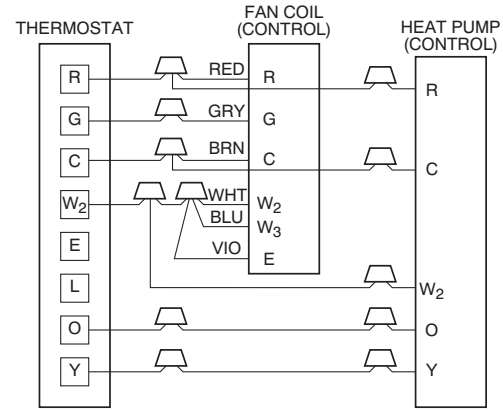 THERMOSTAT
FAN COIL
(CONTROL)
HEAT PUMP
(CONTROL)
R
RED
R
R
G
GRY
G
C
BRN
C
C
W2
WHT
W2
BLU
W3
E
VIO
E
L
W2
O
O
Y
Y